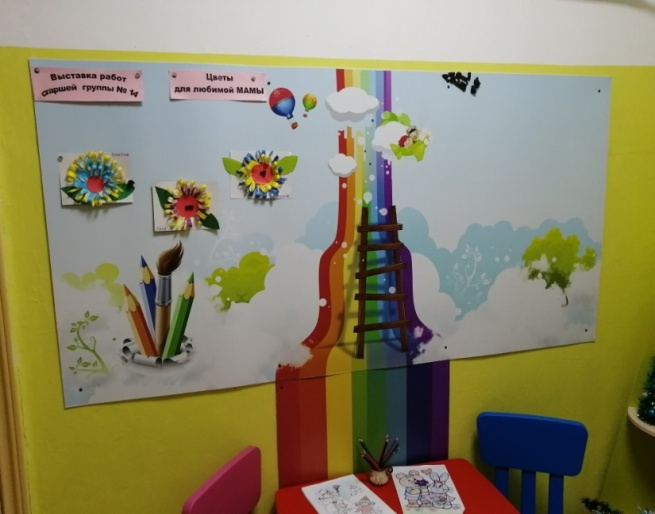 Выставка работ
старшей группы № 14
Цветы
для любимой МАМЫ